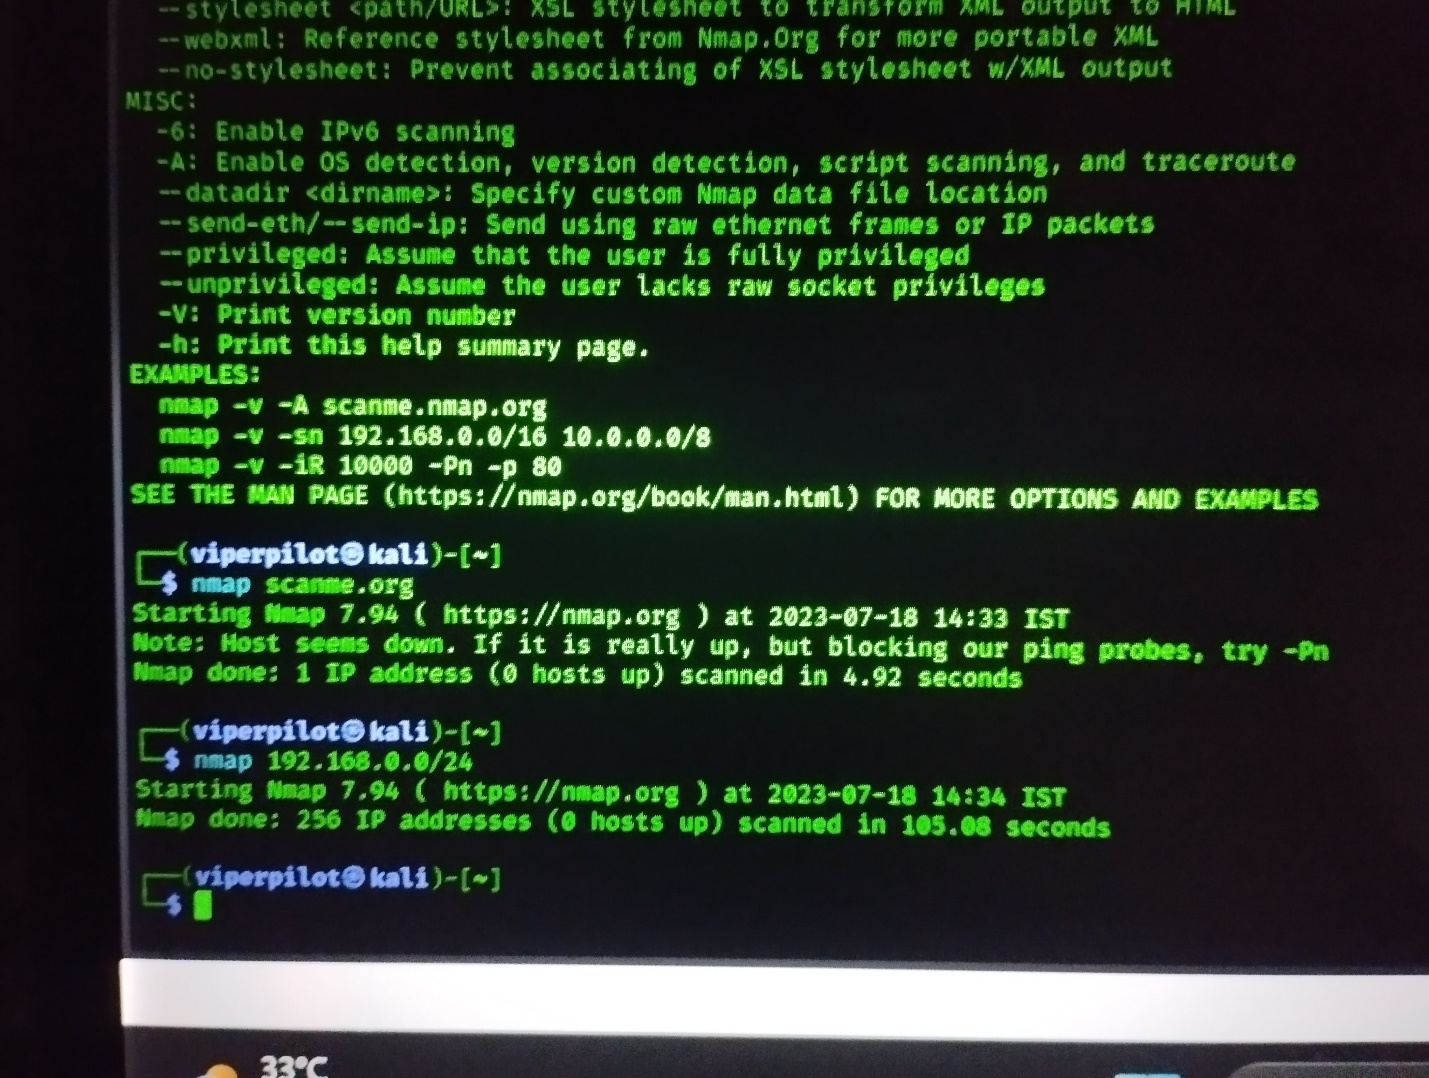 --stylesheet <path/URL>: XSL stylesheet to transform XML output to HTML
--webxml: Reference stylesheet from Nmap.Org for more portable XML
--no-stylesheet: Prevent associating of XSL stylesheet w/XML output
MISC:
-6: Enable IPv6 scanning
-A: Enable OS detection, version detection, script scanning, and traceroute
--datadir <dirname>: Specify custom Nmap data file location
--send-eth/--send-ip: Send using raw ethernet frames or IP packets
--privileged: Assume that the user is fully privileged
--unprivileged: Assume the user lacks raw socket privileges
-V: Print version number
-h: Print this help summary page.
EXAMPLES:
nmap -v -A scanme.nmap.org
nmap -v -sn 192.168.0.0/16 10.0.0.0/8
nmap -v -iR 10000 -Pn -p 80
SEE THE MAN PAGE (https://nmap.org/book/man.html) FOR MORE OPTIONS AND EXAMPLES
┌──(viperpilot㉿kali)-[~]
└─$ nmap scanme.org
Starting Nmap 7.94 ( https://nmap.org ) at 2023-07-18 14:33 IST
Note: Host seems down. If it is really up, but blocking our ping probes, try -Pn
Nmap done: 1 IP address (0 hosts up) scanned in 4.92 seconds
┌──(viperpilot㉿kali)-[~]
└─$ nmap 192.168.0.0/24
Starting Nmap 7.94 ( https://nmap.org ) at 2023-07-18 14:34 IST
Nmap done: 256 IP addresses (0 hosts up) scanned in 105.08 seconds
┌──(viperpilot㉿kali)-[~]
└─$
33°C